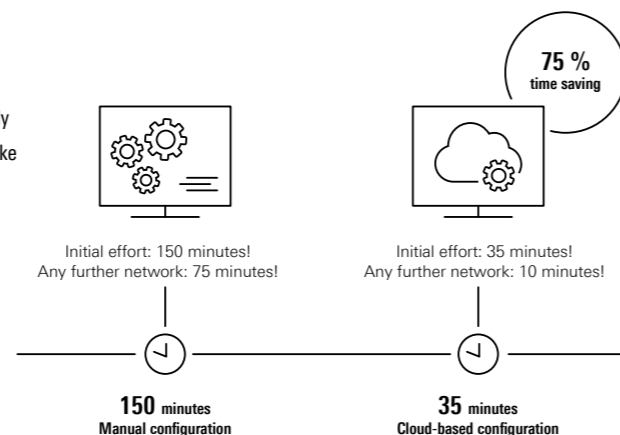 75 %
time saving
y
ke
Initial effort: 150 minutes!
Any further network: 75 minutes!
Initial effort: 35 minutes!
Any further network: 10 minutes!
150 minutes
Manual configuration
35 minutes
Cloud-based configuration